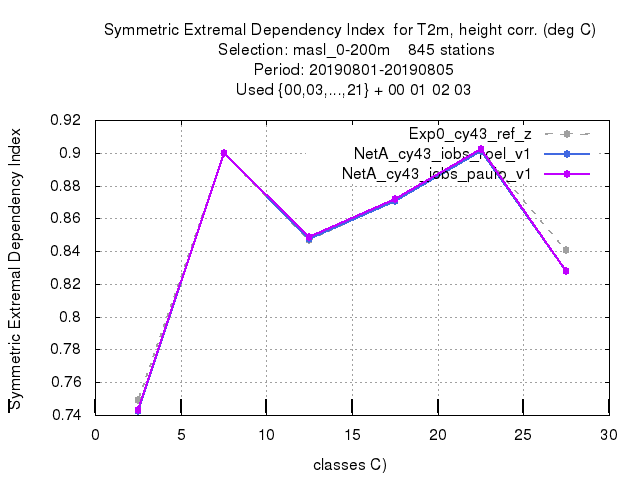 Symmetric Extremal Dependency Index  for T2m, height corr. (deg C)
Selection: masl_0-200m    845 stations
Period: 20190801-20190805
Used {00,03,...,21} + 00 01 02 03
Exp0_cy43_ref_z
NetA_cy43_iobs_roel_v1
NetA_cy43_iobs_paulo_v1
Symmetric Extremal Dependency Index
0.92
0.9
0.88
0.86
0.84
0.82
0.8
0.78
0.76
0.74
0 5 10 15 20 25 30
classes C)